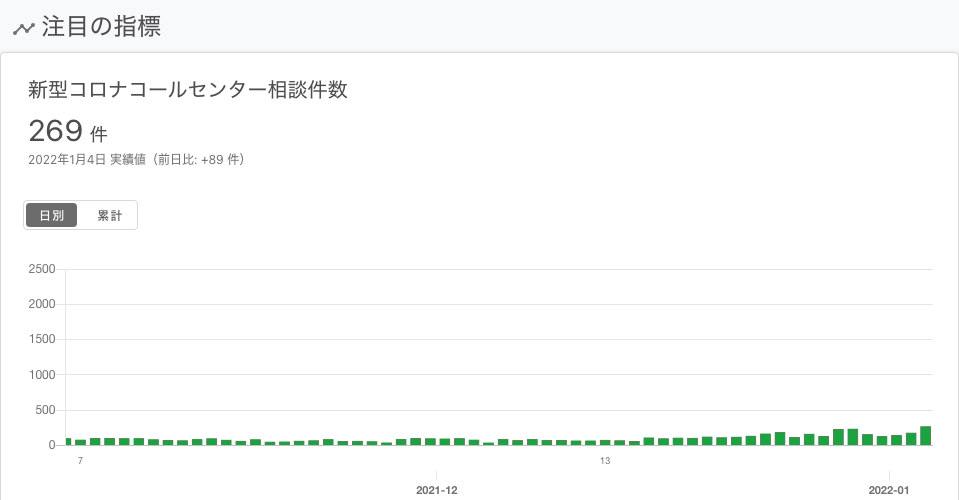 注目の指標
新型コロナコールセンター相談件数
269 件
2022年1月4日 実績値（前日比: +89 件）
日別 累計
2500
2000
1500
1000
500
0
7 13
2021-12 2022-01